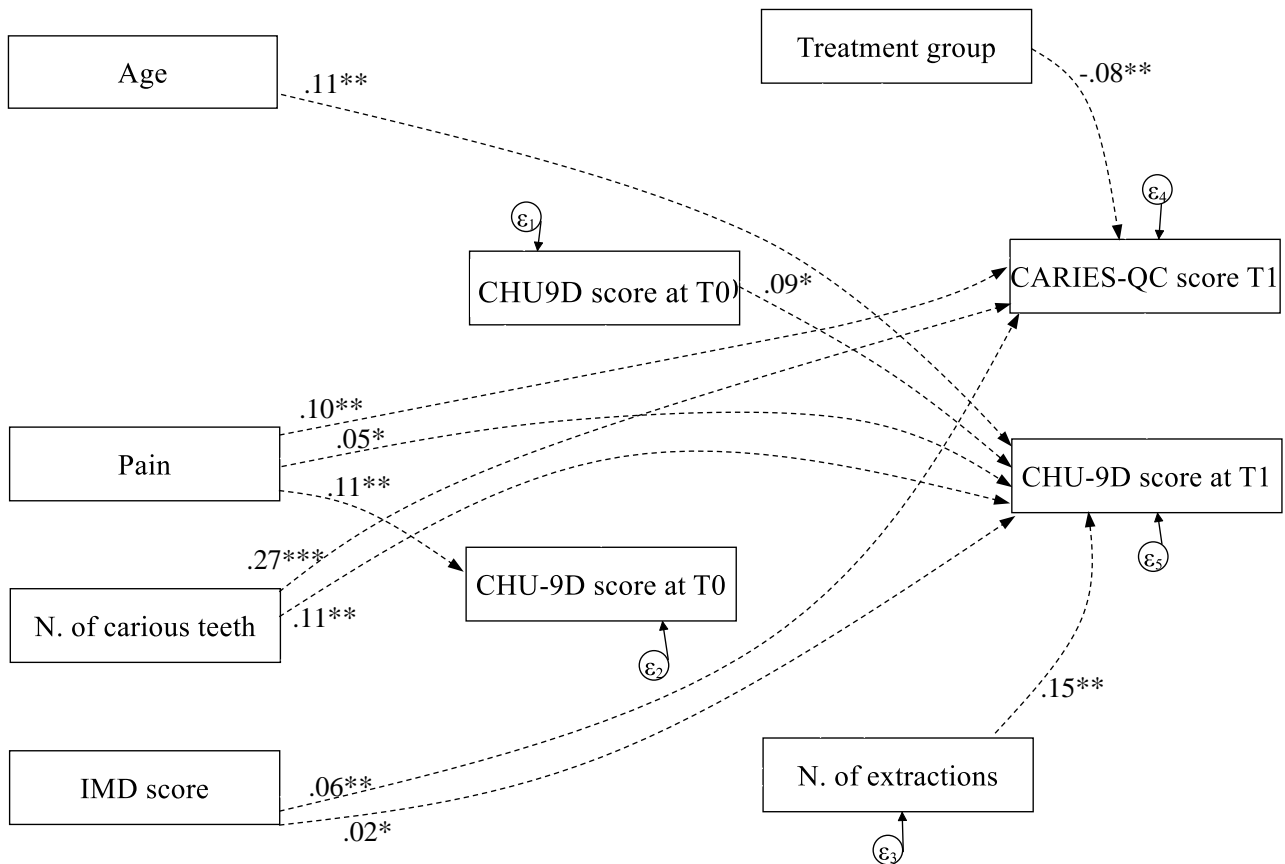 Treatment group
Age
.11**
-.08**
ε4
ε1
CHU9D score at T0)
.09*
CARIES-QC score T1
.10**
.05*
Pain
.11**
CHU-9D score at T1
.27***
ε5
CHU-9D score at T0
N. of carious teeth
.11**
ε2
.15**
IMD score
.06**
N. of extractions
.02*
ε3